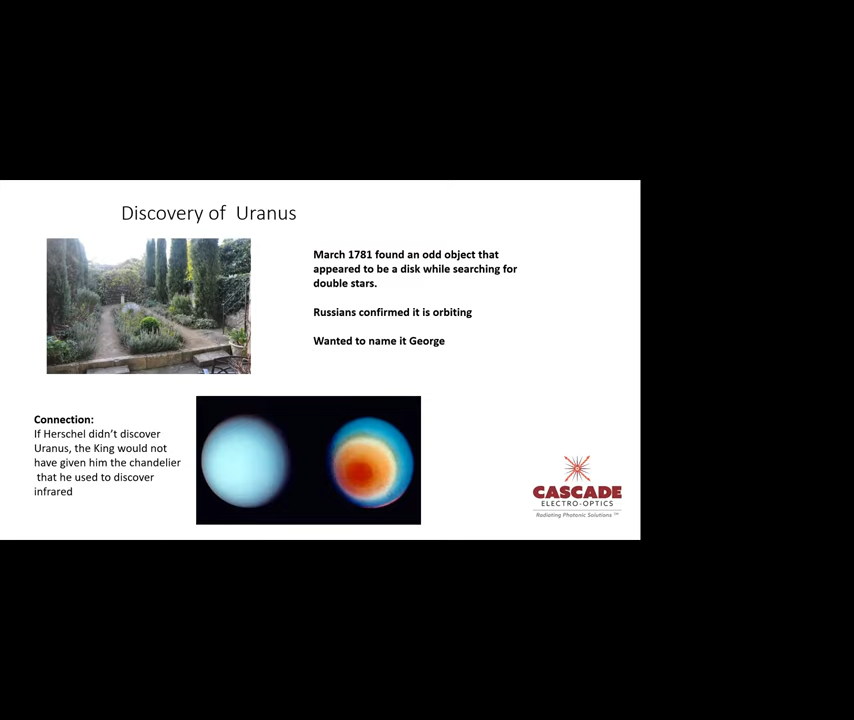 Discovery of  Uranus
March 1781 found an odd object that
appeared to be a disk while searching for
double stars.
Russians confirmed it is orbiting
Wanted to name it George
Connection:
If Herschel didn’t discover
Uranus, the King would not
have given him the chandelier
that he used to discover
infrared
CASCADE
ELECTRO-OPTICS
Radiating Photonic Solutions ™